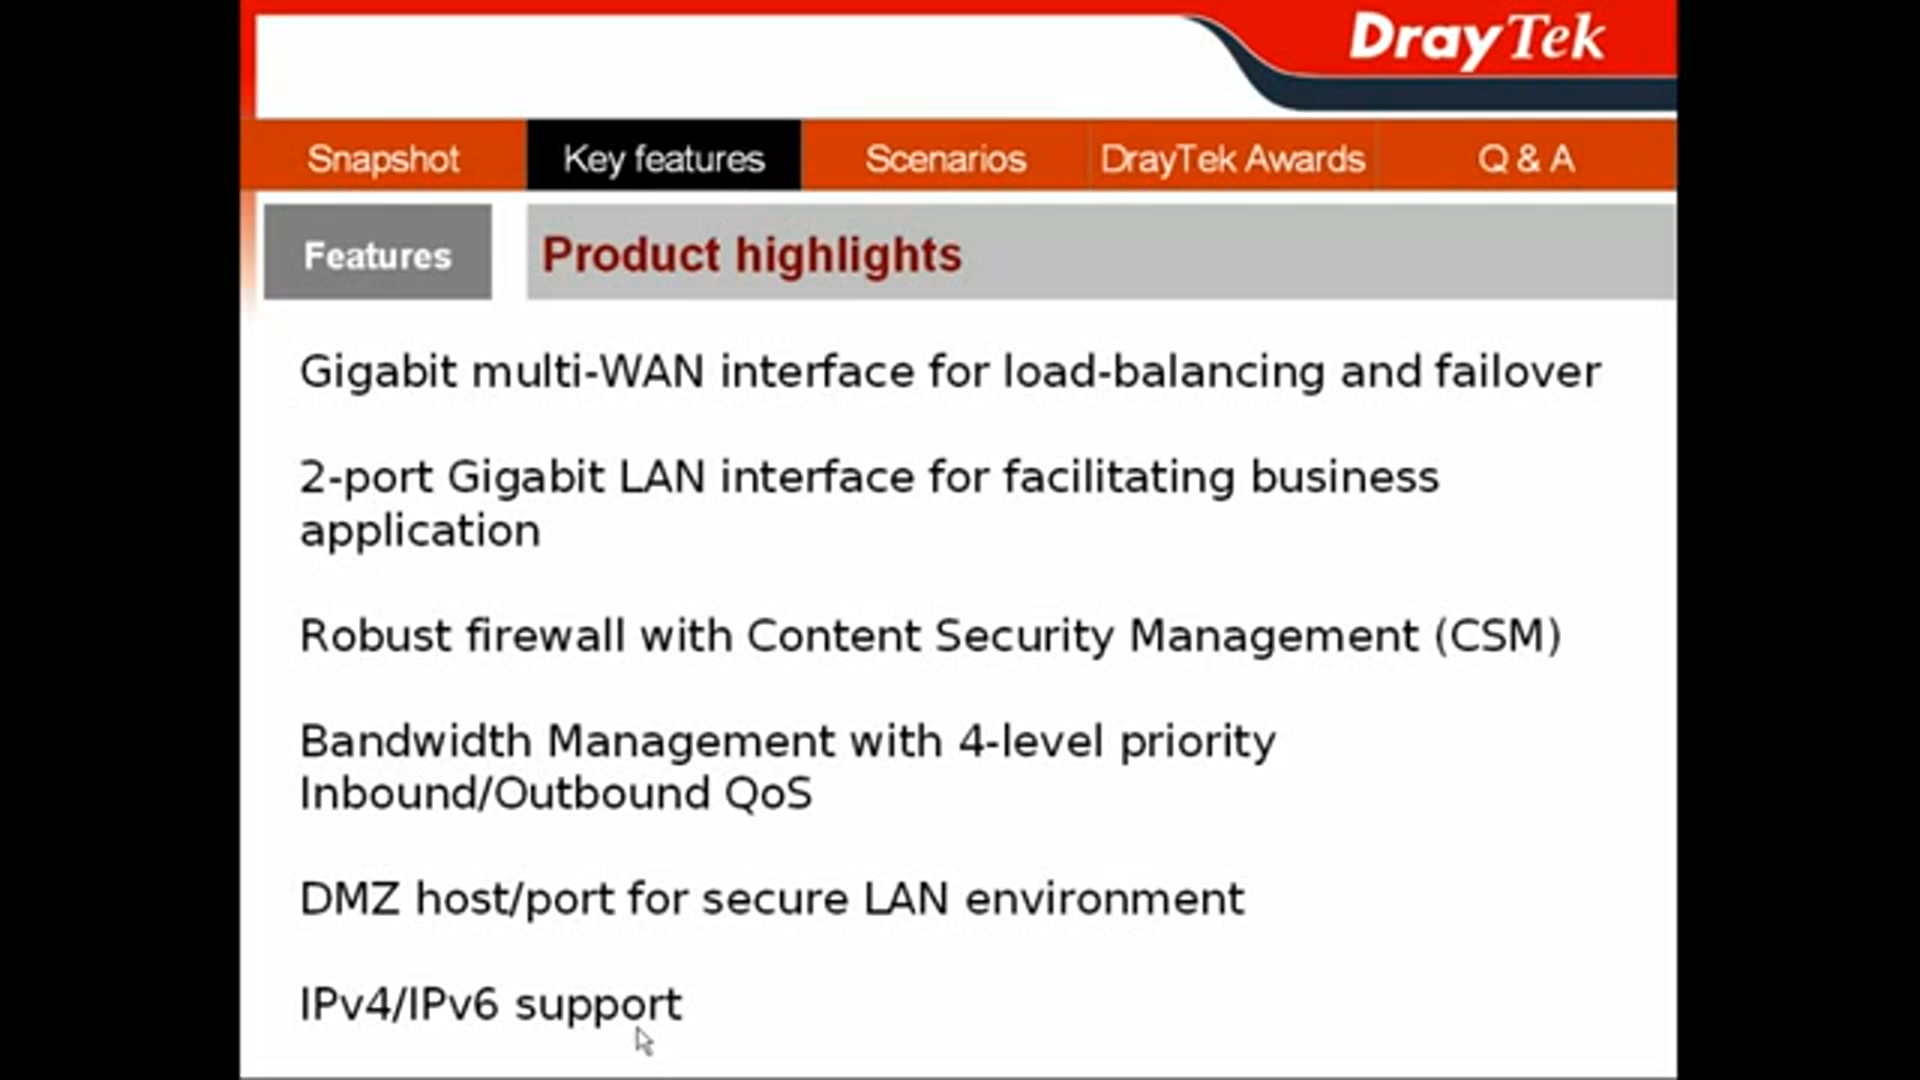 DrayTek
Snapshot Key features Scenarios DrayTek Awards Q & A
Features Product highlights
Gigabit multi-WAN interface for load-balancing and failover
2-port Gigabit LAN interface for facilitating business
application
Robust firewall with Content Security Management (CSM)
Bandwidth Management with 4-level priority
Inbound/Outbound QoS
DMZ host/port for secure LAN environment
IPv4/IPv6 support